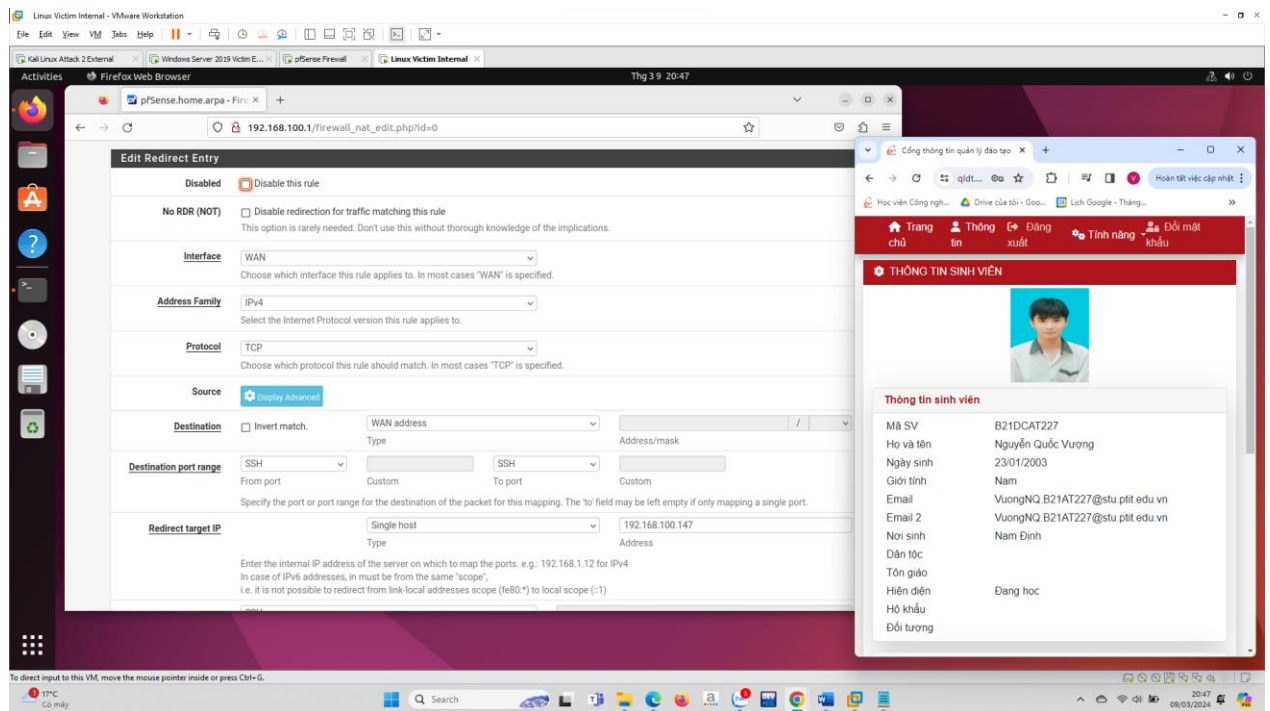 Linux Victim Internal - VMware Workstation
File Edit View VM Tabs Help
Kali Linux Attack 2 External
Windows Server 2019 Victim E...
pfSense Firewall
Linux Victim Internal
Activities
Firefox Web Browser
Thg 3 9 20:47
pfSense.home.arpa - Fire
192.168.100.1/firewall_nat_edit.php?id=0
Edit Redirect Entry
Disabled
Disable this rule
No RDR (NOT)
Disable redirection for traffic matching this rule
This option is rarely needed. Don't use this without thorough knowledge of the implications.
Interface
WAN
Choose which interface this rule applies to. In most cases "WAN" is specified.
Address Family
IPv4
Select the Internet Protocol version this rule applies to.
Protocol
TCP
Choose which protocol this rule should match. In most cases "TCP" is specified.
Source
Display Advanced
Destination
Invert match.
WAN address
/
Type
Address/mask
Destination port range
SSH
SSH
From port
Custom
To port
Custom
Specify the port or port range for the destination of the packet for this mapping. The 'to' field may be left empty if only mapping a single port.
Redirect target IP
Single host
192.168.100.147
Type
Address
Enter the internal IP address of the server on which to map the ports. e.g.: 192.168.1.12 for IPv4
In case of IPv6 addresses, in must be from the same "scope",
i.e. it is not possible to redirect from link-local addresses scope (fe80:*) to local scope (::1)
Cổng thông tin quản lý đào tạo
qldt...
Hoàn tất việc cập nhật
Học viện Công ngh...
Drive của tôi - Goo...
Lịch Google - Tháng...
Trang chủ
Thông tin
Đăng xuất
Tính năng
Đổi mật khẩu
THÔNG TIN SINH VIÊN
Thông tin sinh viên
Mã SV B21DCAT227
Họ và tên Nguyễn Quốc Vượng
Ngày sinh 23/01/2003
Giới tính Nam
Email VuongNQ.B21AT227@stu.ptit.edu.vn
Email 2 VuongNQ.B21AT227@stu.ptit.edu.vn
Nơi sinh Nam Định
Dân tộc
Tôn giáo
Hiện diện Đang học
Hộ khẩu
Đối tượng
To direct input to this VM, move the mouse pointer inside or press Ctrl+G.
17°C
Có mây
Search
20:47
09/03/2024